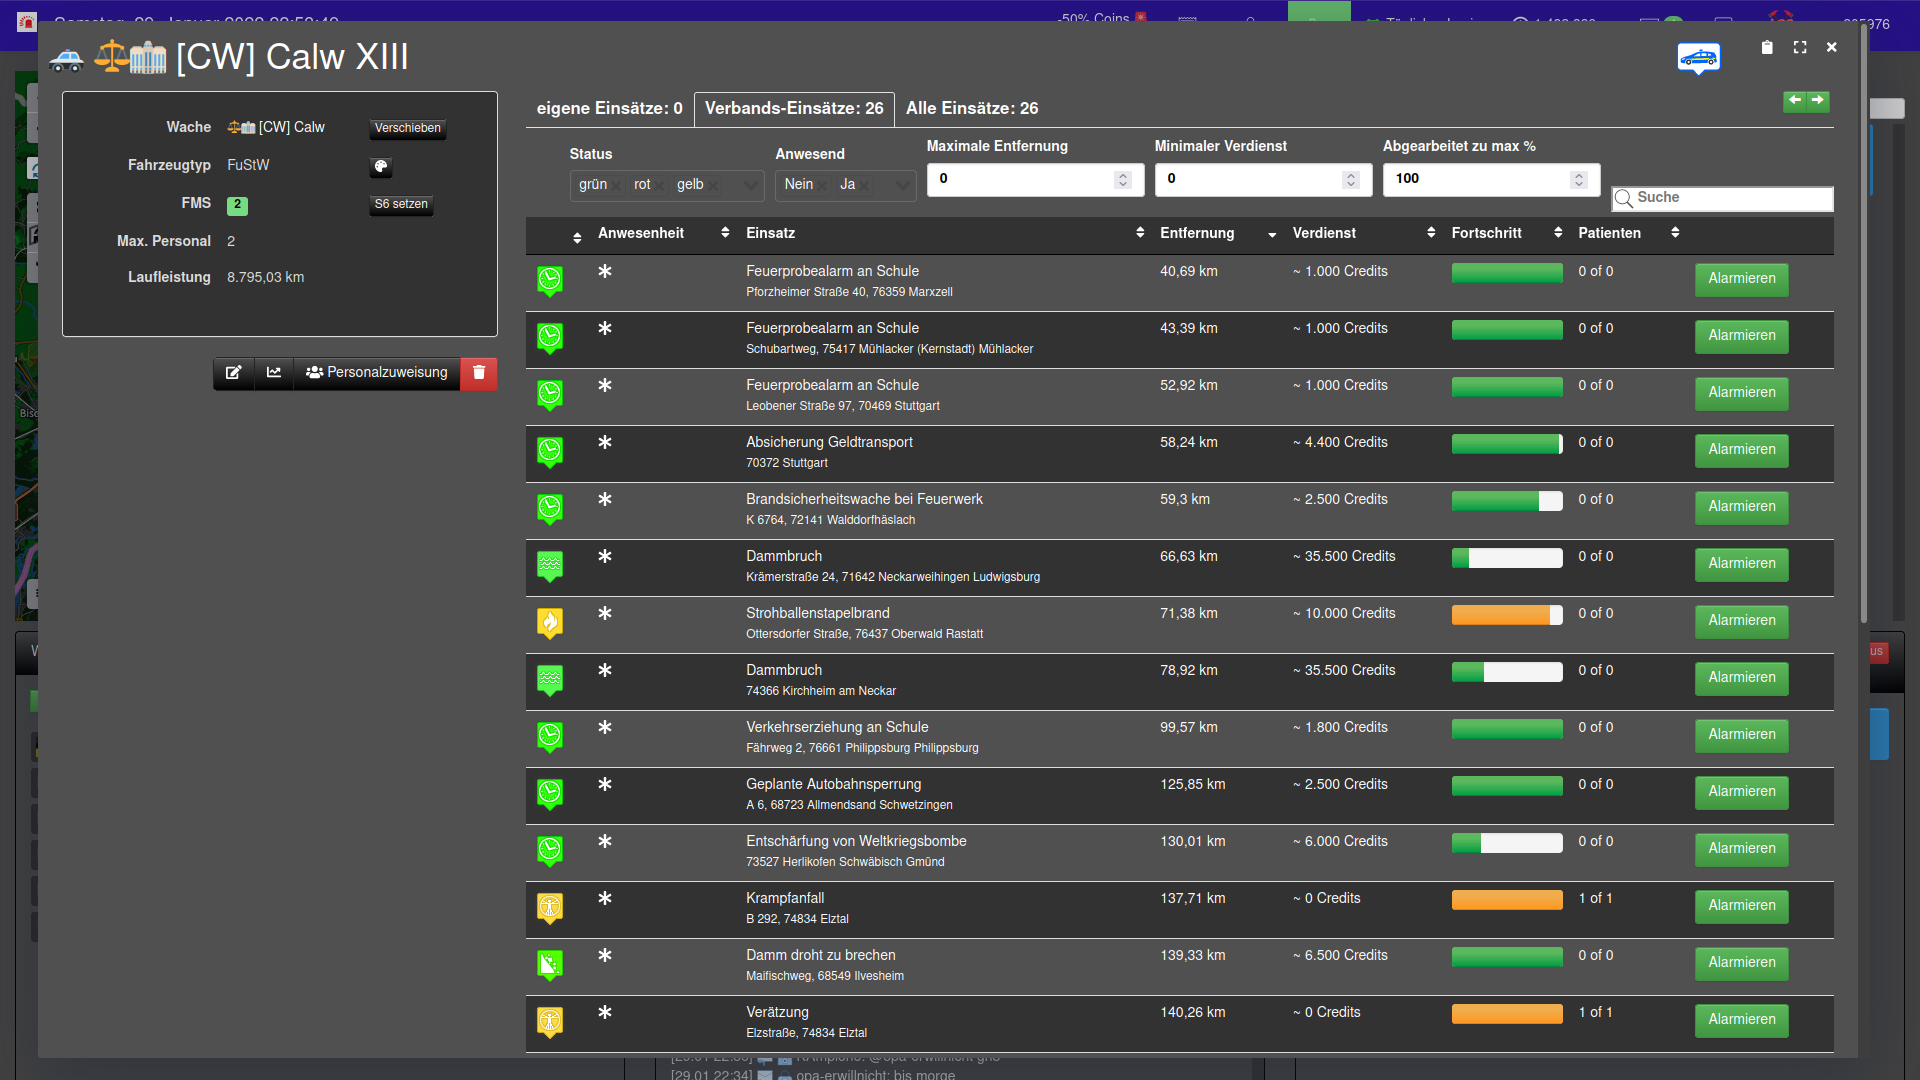 -50% Coins
[CW] Calw XIII
Wache [CW] Calw Verschieben
Fahrzeugtyp FuStW
FMS 2 S6 setzen
Max. Personal 2
Laufleistung 8.795,03 km
Personalzuweisung
eigene Einsätze: 0 Verbands-Einsätze: 26 Alle Einsätze: 26
Status Anwesend Maximale Entfernung Minimaler Verdienst Abgearbeitet zu max %
grün rot gelb Nein Ja 0 0 100 Suche
Anwesenheit Einsatz Entfernung Verdienst Fortschritt Patienten
Feuerprobealarm an Schule 40,69 km ~ 1.000 Credits 0 of 0 Alarmieren
Pforzheimer Straße 40, 76359 Marxzell
Feuerprobealarm an Schule 43,39 km ~ 1.000 Credits 0 of 0 Alarmieren
Schubartweg, 75417 Mühlacker (Kernstadt) Mühlacker
Feuerprobealarm an Schule 52,92 km ~ 1.000 Credits 0 of 0 Alarmieren
Leobener Straße 97, 70469 Stuttgart
Absicherung Geldtransport 58,24 km ~ 4.400 Credits 0 of 0 Alarmieren
70372 Stuttgart
Brandsicherheitswache bei Feuerwerk 59,3 km ~ 2.500 Credits 0 of 0 Alarmieren
K 6764, 72141 Walddorfhäslach
Dammbruch 66,63 km ~ 35.500 Credits 0 of 0 Alarmieren
Krämerstraße 24, 71642 Neckarweihingen Ludwigsburg
Strohballenstapelbrand 71,38 km ~ 10.000 Credits 0 of 0 Alarmieren
Ottersdorfer Straße, 76437 Oberwald Rastatt
Dammbruch 78,92 km ~ 35.500 Credits 0 of 0 Alarmieren
74366 Kirchheim am Neckar
Verkehrserziehung an Schule 99,57 km ~ 1.800 Credits 0 of 0 Alarmieren
Fährweg 2, 76661 Philippsburg Philippsburg
Geplante Autobahnsperrung 125,85 km ~ 2.500 Credits 0 of 0 Alarmieren
A 6, 68723 Allmendsand Schwetzingen
Entschärfung von Weltkriegsbombe 130,01 km ~ 6.000 Credits 0 of 0 Alarmieren
73527 Herlikofen Schwäbisch Gmünd
Krampfanfall 137,71 km ~ 0 Credits 1 of 1 Alarmieren
B 292, 74834 Elztal
Damm droht zu brechen 139,33 km ~ 6.500 Credits 0 of 0 Alarmieren
Maifischweg, 68549 Ilvesheim
Verätzung 140,26 km ~ 0 Credits 1 of 1 Alarmieren
Elzstraße, 74834 Elztal
[29.01 22:34] opa-erwillnicht: bis morge